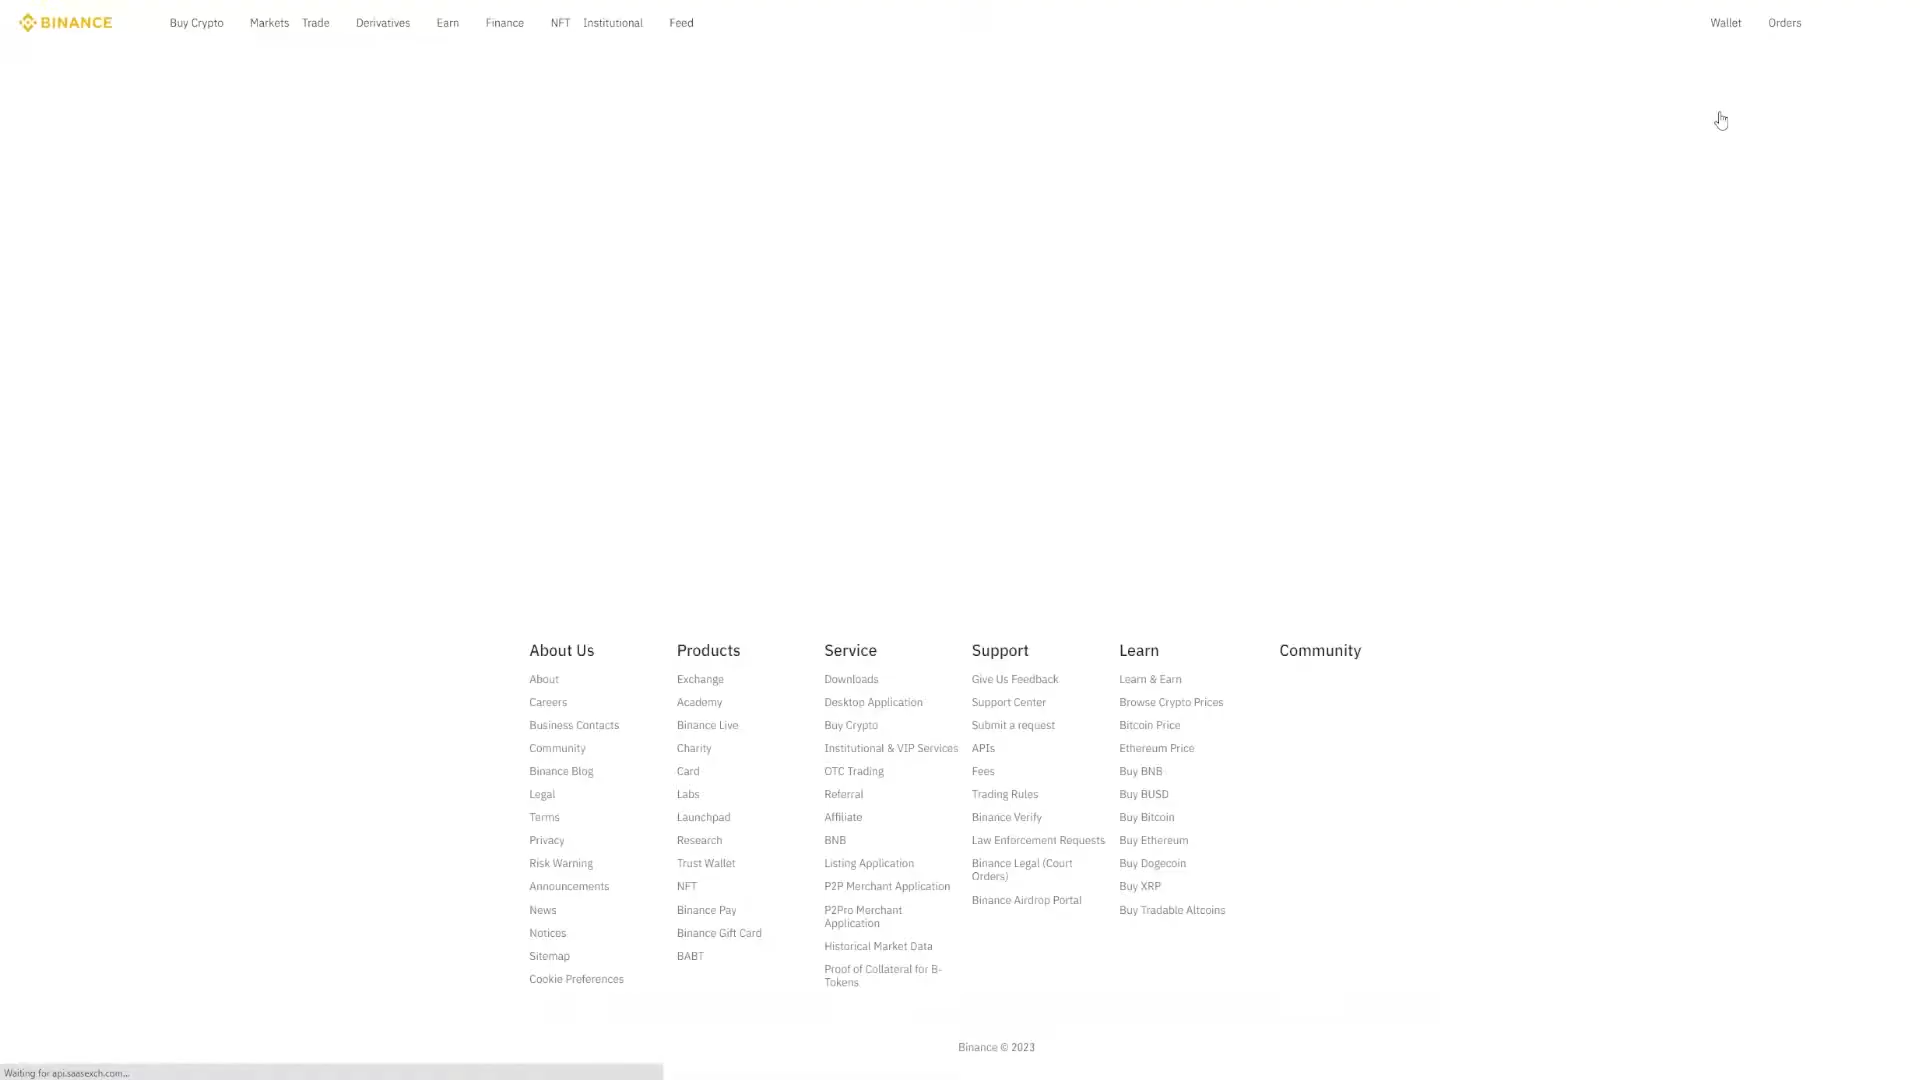 BINANCE Buy Crypto Markets Trade Derivatives Earn Finance NFT Institutional Feed Wallet Orders
About Us
About
Careers
Business Contacts
Community
Binance Blog
Legal
Terms
Privacy
Risk Warning
Announcements
News
Notices
Sitemap
Cookie Preferences
Products
Exchange
Academy
Binance Live
Charity
Card
Labs
Launchpad
Research
Trust Wallet
NFT
Binance Pay
Binance Gift Card
BABT
Service
Downloads
Desktop Application
Buy Crypto
Institutional & VIP Services
OTC Trading
Referral
Affiliate
BNB
Listing Application
P2P Merchant Application
P2Pro Merchant
Application
Historical Market Data
Proof of Collateral for B-
Tokens
Support
Give Us Feedback
Support Center
Submit a request
APIs
Fees
Trading Rules
Binance Verify
Law Enforcement Requests
Binance Legal (Court
Orders)
Binance Airdrop Portal
Learn
Learn & Earn
Browse Crypto Prices
Bitcoin Price
Ethereum Price
Buy BNB
Buy BUSD
Buy Bitcoin
Buy Ethereum
Buy Dogecoin
Buy XRP
Buy Tradable Altcoins
Community
Binance © 2023
Waiting for api.saasexch.com...